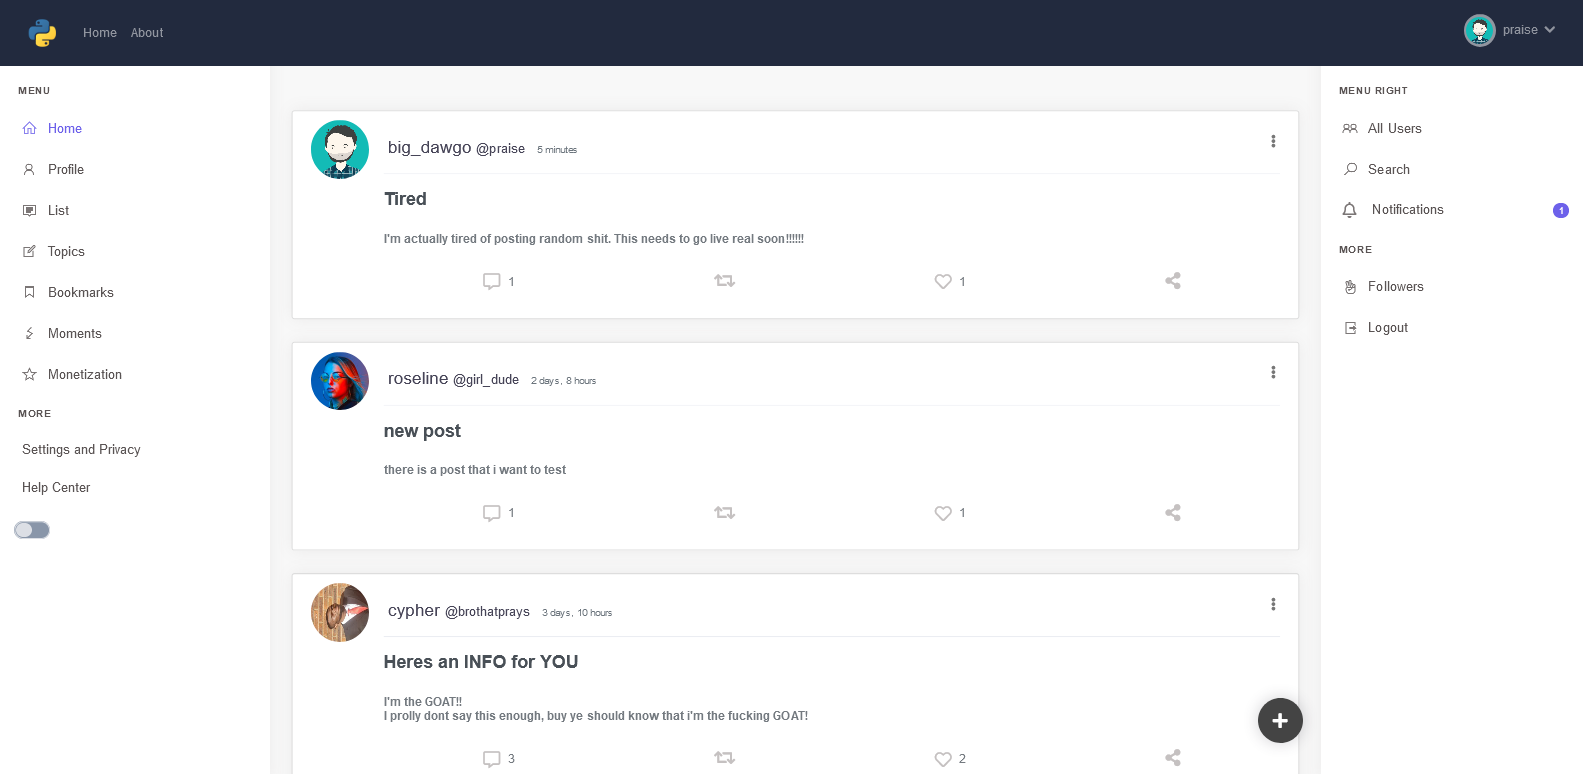 Home About
praise
MENU
Home
Profile
List
Topics
Bookmarks
Moments
Monetization
MORE
Settings and Privacy
Help Center
big_dawgo @praise 5 minutes
Tired
I'm actually tired of posting random shit. This needs to go live real soon!!!!!!
1 1
roseline @girl_dude 2 days, 8 hours
new post
there is a post that i want to test
1 1
cypher @brothatprays 3 days, 10 hours
Heres an INFO for YOU
I'm the GOAT!!
I prolly dont say this enough, buy ye should know that i'm the fucking GOAT!
3 2
MENU RIGHT
All Users
Search
Notifications 1
MORE
Followers
Logout